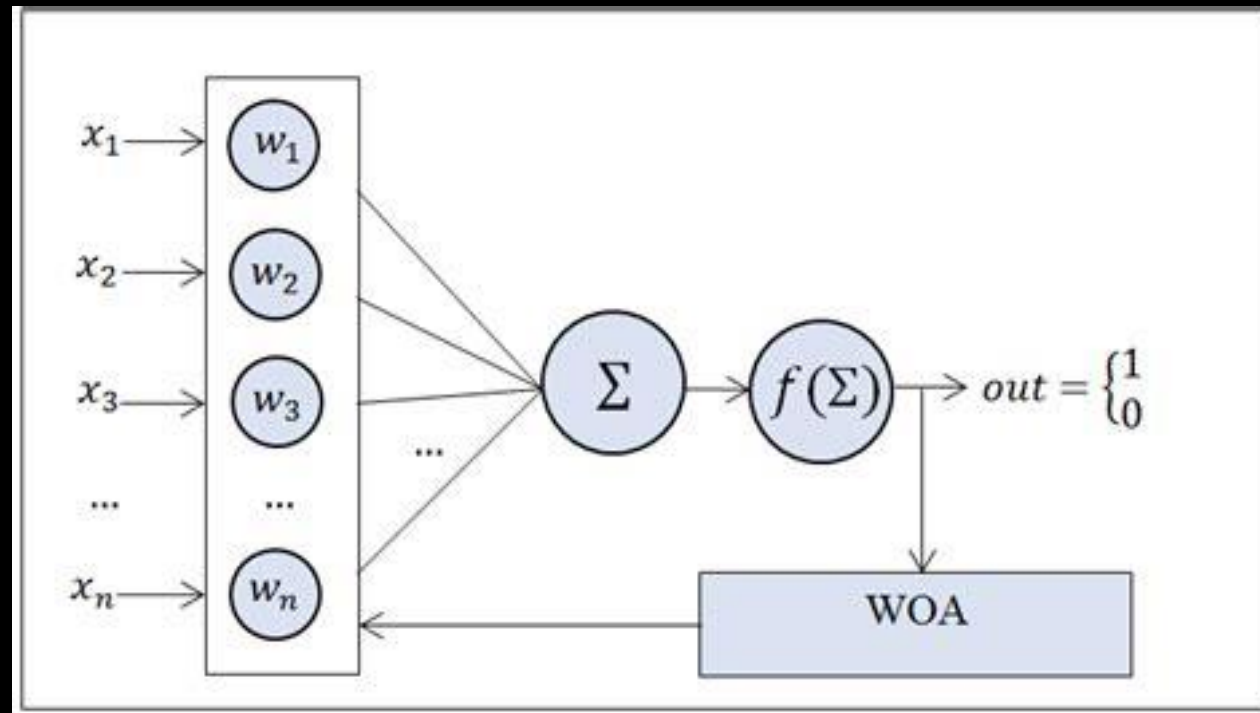 x₁ w₁
x₂ w₂
x₃ w₃
Σ f(Σ) out = {1 0
...
... ...
xₙ wₙ
WOA